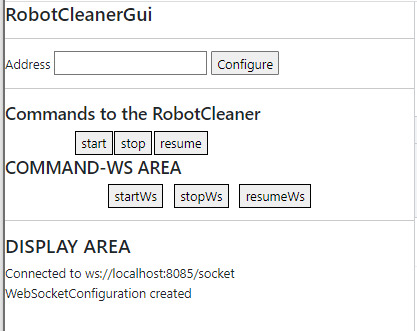 RobotCleanerGui
Address Configure
Commands to the RobotCleaner
start stop resume
COMMAND-WS AREA
startWs stopWs resumeWs
DISPLAY AREA
Connected to ws://localhost:8085/socket
WebSocketConfiguration created